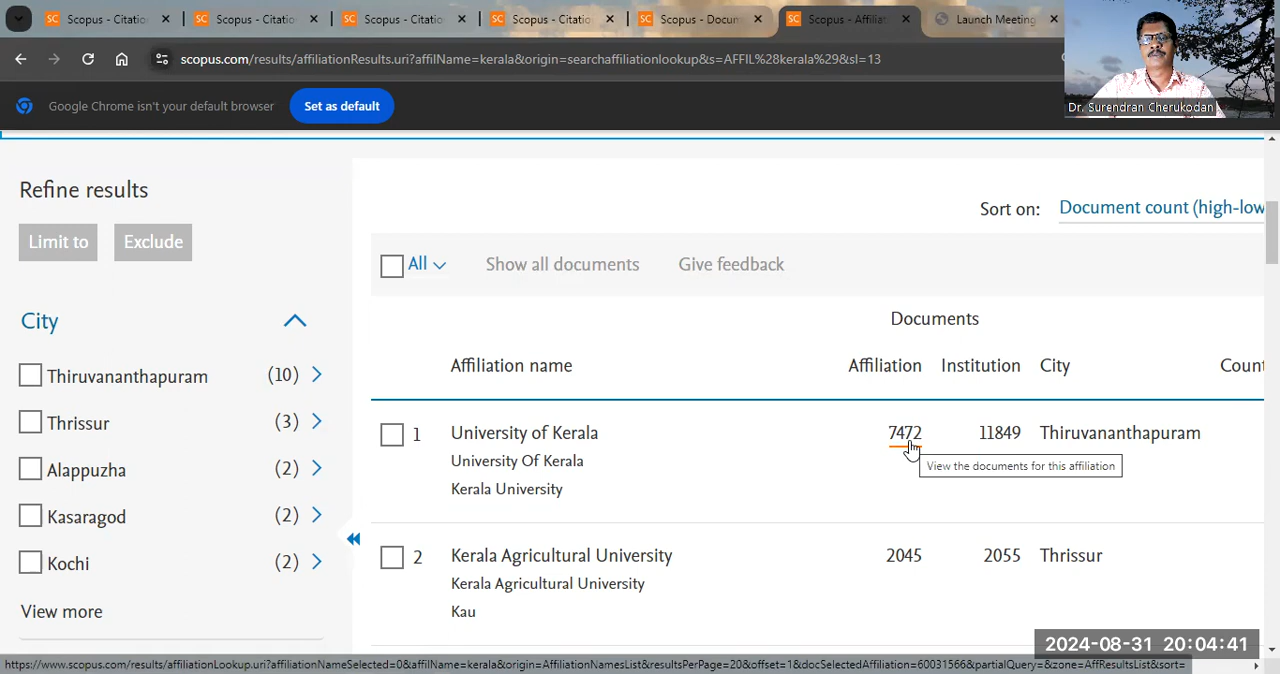 Scopus - Citatio
Scopus - Citatio
Scopus - Citatio
Scopus - Citatio
Scopus - Docum
Scopus - Affiliat
Launch Meeting
scopus.com/results/affiliationResults.uri?affilName=kerala&origin=searchaffiliationlookup&s=AFFIL%28kerala%29&sl=13
Google Chrome isn't your default browser
Set as default
Dr. Surendran Cherukodan
Refine results
Limit to
Exclude
City
Thiruvananthapuram (10)
Thrissur (3)
Alappuzha (2)
Kasaragod (2)
Kochi (2)
View more
Sort on: Document count (high-low
All
Show all documents
Give feedback
Documents
Affiliation name
Affiliation
Institution
City
Count
1 University of Kerala 7472 11849 Thiruvananthapuram
University Of Kerala
Kerala University
View the documents for this affiliation
2 Kerala Agricultural University 2045 2055 Thrissur
Kerala Agricultural University
Kau
2024-08-31 20:04:41
https://www.scopus.com/results/affiliationLookup.uri?affiliationNameSelected=0&affilName=kerala&origin=AffiliationNamesList&resultsPerPage=20&offset=1&docSelectedAffiliation=60031566&partialQuery=&zone=AffResultsList&sort=